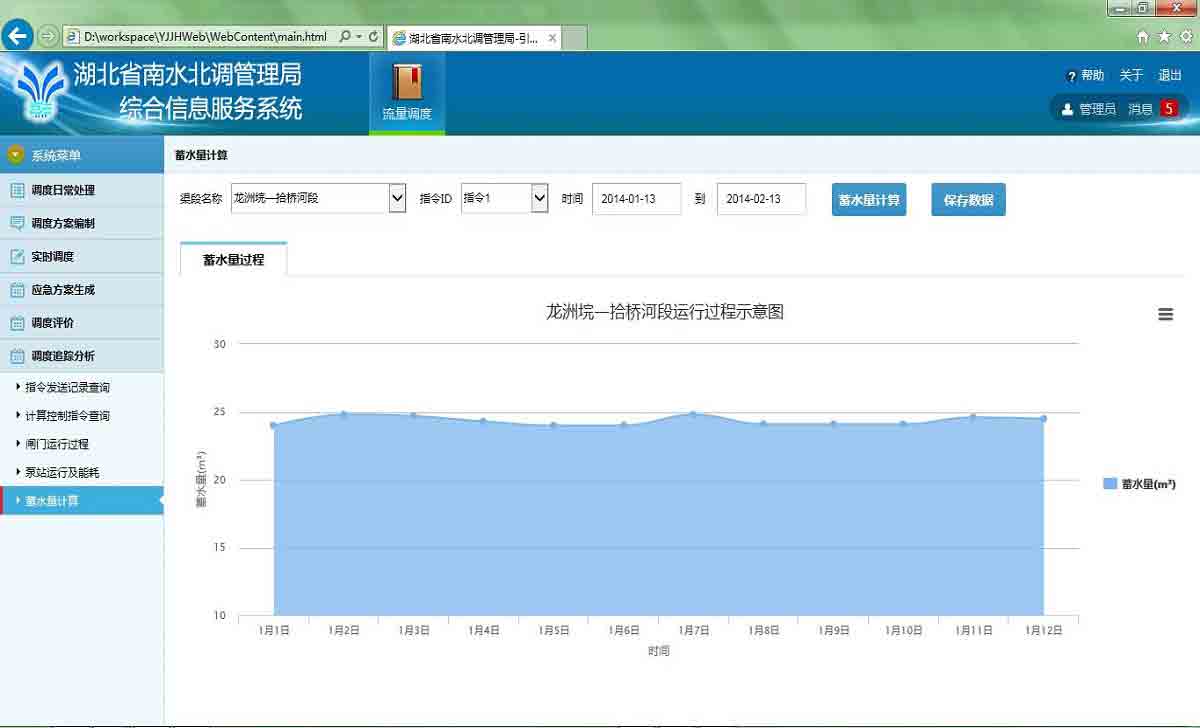 D:\workspace\YJJHWeb\WebContent\main.html
湖北省南水北调管理局-引...
湖北省南水北调管理局
综合信息服务系统
流量调度
帮助 关于 退出
管理员 消息 5
系统菜单
调度日常处理
调度方案编制
实时调度
应急方案生成
调度评价
调度追踪分析
指令发送记录查询
计算控制指令查询
闸门运行过程
泵站运行及能耗
蓄水量计算
蓄水量计算
渠段名称 龙洲垸—拾桥河段 指令ID 指令1 时间 2014-01-13 到 2014-02-13 蓄水量计算 保存数据
蓄水量过程
龙洲垸—拾桥河段运行过程示意图
30
25
20
15
10
蓄水量(m³)
1月1日 1月2日 1月3日 1月4日 1月5日 1月6日 1月7日 1月8日 1月9日 1月10日 1月11日 1月12日
时间
蓄水量(m³)